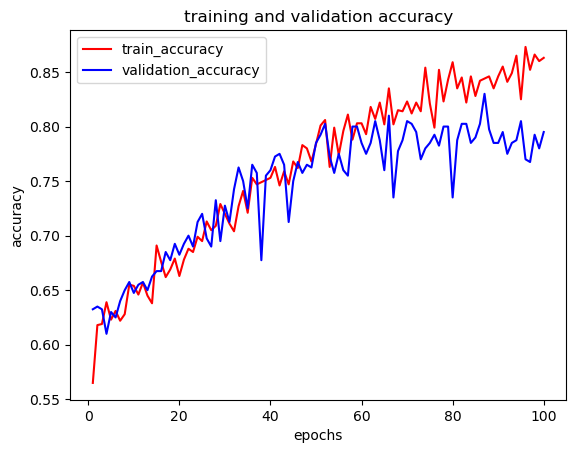 training and validation accuracy
train_accuracy
validation_accuracy
0.85
0.80
0.75
0.70
0.65
0.60
0.55
accuracy
0
20
40
60
80
100
epochs